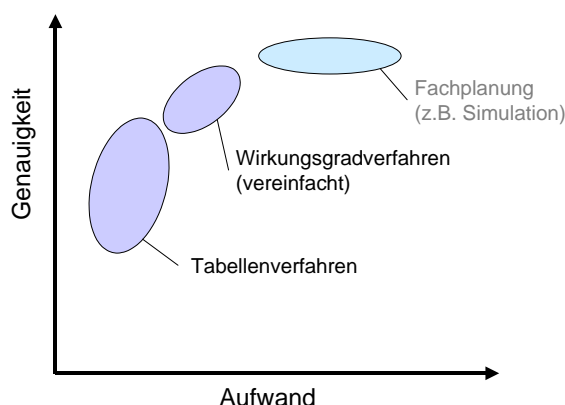 Genauigkeit
Fachplanung
(z.B. Simulation)
Wirkungsgradverfahren
(vereinfacht)
Tabellenverfahren
Aufwand